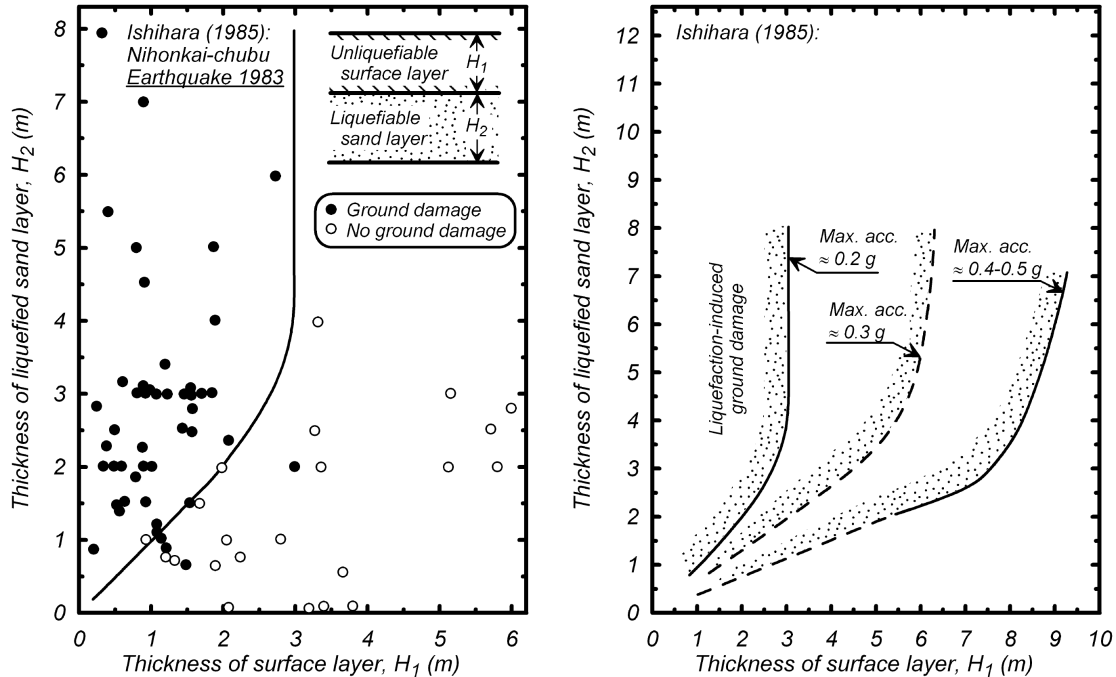 Ishihara (1985):
Nihonkai-chubu
Earthquake 1983
Unliquefiable
surface layer
H1
Liquefiable
sand layer
H2
Ground damage
No ground damage
Thickness of liquefied sand layer, H2 (m)
8
7
6
5
4
3
2
1
0
0 1 2 3 4 5 6
Thickness of surface layer, H1 (m)
Ishihara (1985):
Max. acc.
≈ 0.2 g
Max. acc.
≈ 0.4-0.5 g
Max. acc.
≈ 0.3 g
Liquefaction-induced
ground damage
Thickness of liquefied sand layer, H2 (m)
12
11
10
9
8
7
6
5
4
3
2
1
0
0 1 2 3 4 5 6 7 8 9 10
Thickness of surface layer, H1 (m)